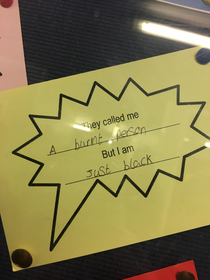 They called me
A burnt person
But I am
Just black